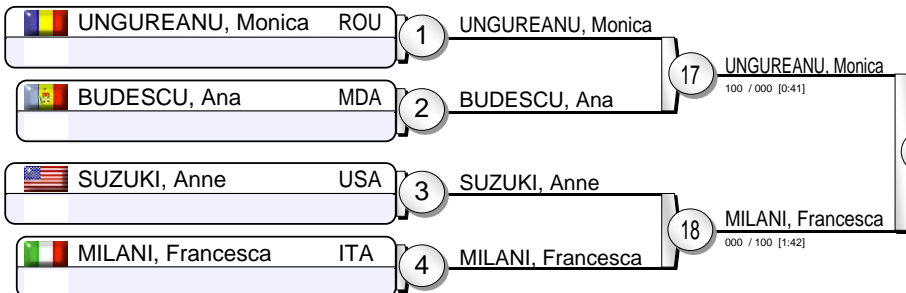 UNGUREANU, Monica ROU
1
UNGUREANU, Monica
BUDESCU, Ana MDA
2
BUDESCU, Ana
17
UNGUREANU, Monica
100 / 000 [0:41]
SUZUKI, Anne USA
3
SUZUKI, Anne
MILANI, Francesca ITA
4
MILANI, Francesca
18
MILANI, Francesca
000 / 100 [1:42]